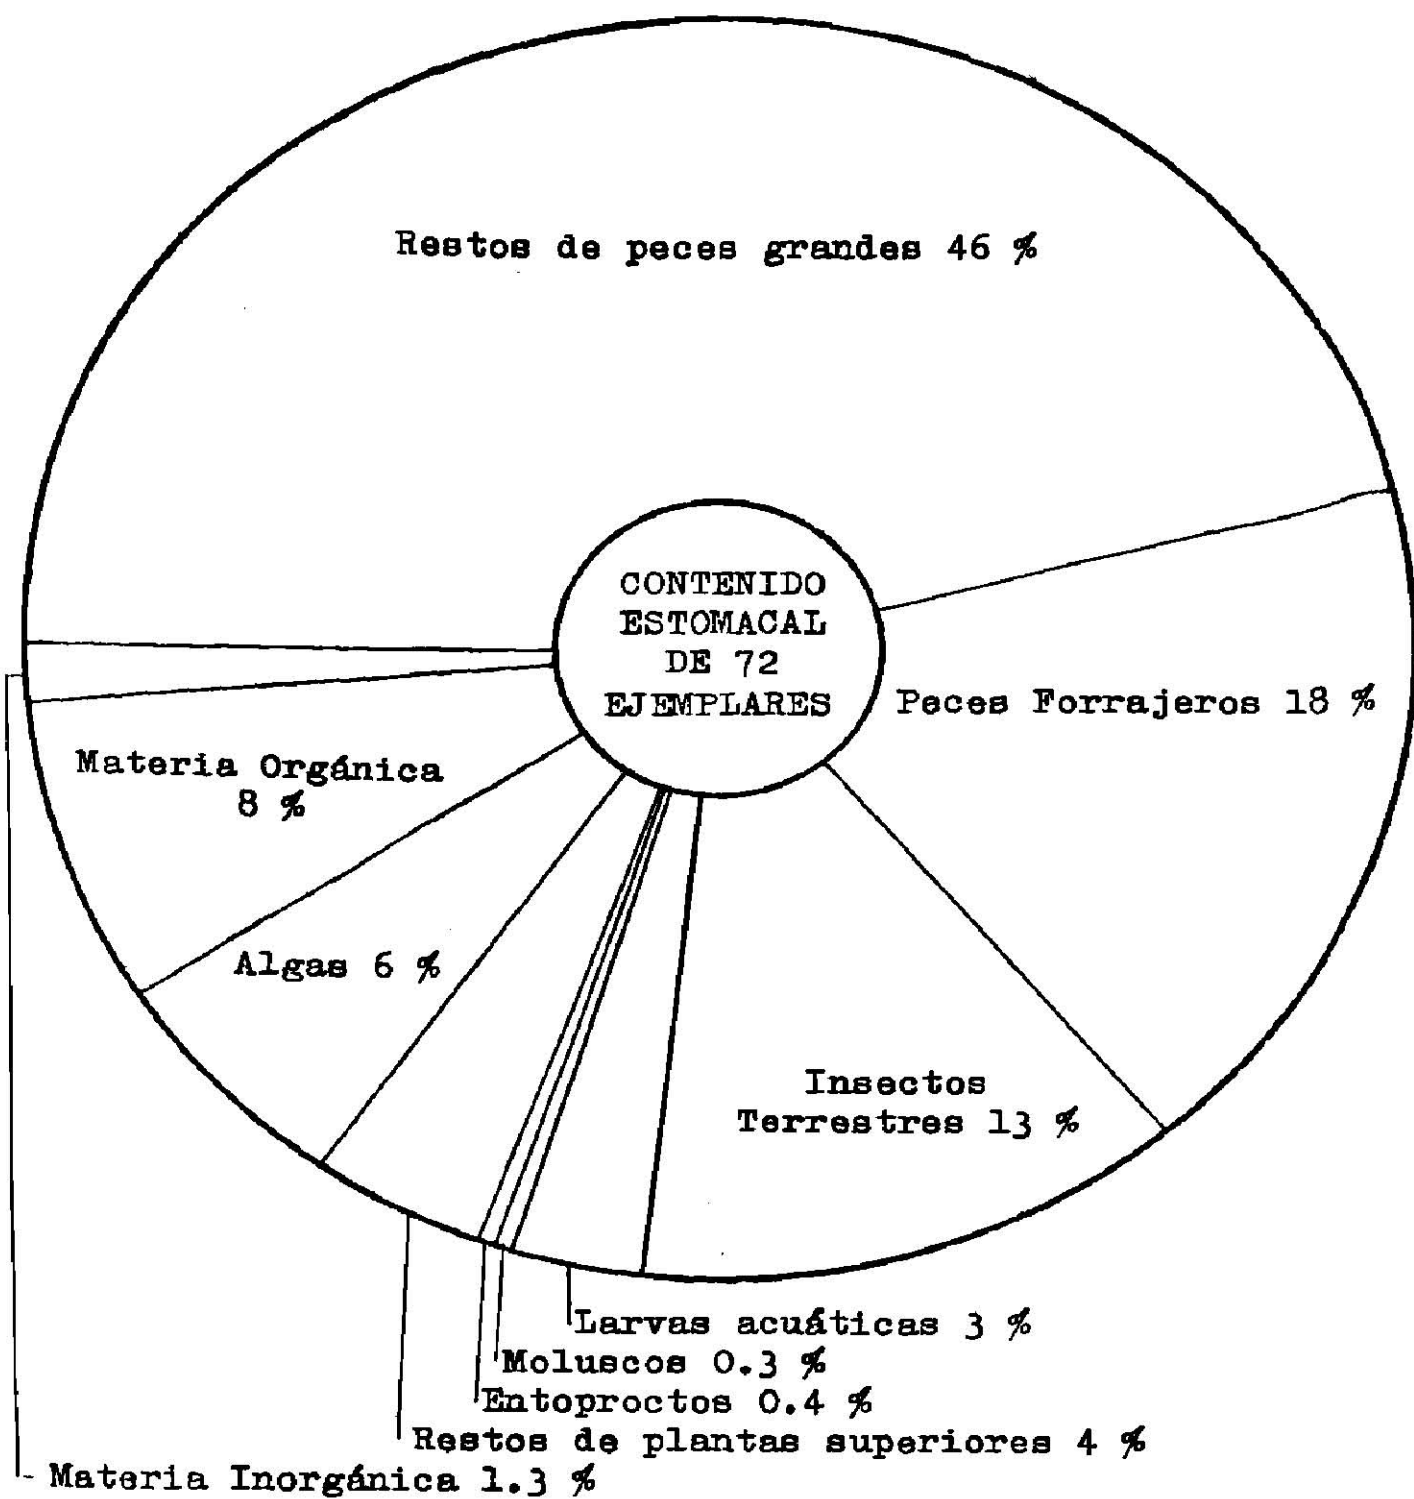 Restos de peces grandes 46 %
CONTENIDO
ESTOMACAL
DE 72
EJEMPLARES
Peces Forrajeros 18 %
Materia Orgánica
8 %
Algas 6 %
Insectos
Terrestres 13 %
Larvas acuáticas 3 %
Moluscos 0.3 %
Entoproctos 0.4 %
Restos de plantas superiores 4 %
Materia Inorgánica 1.3 %